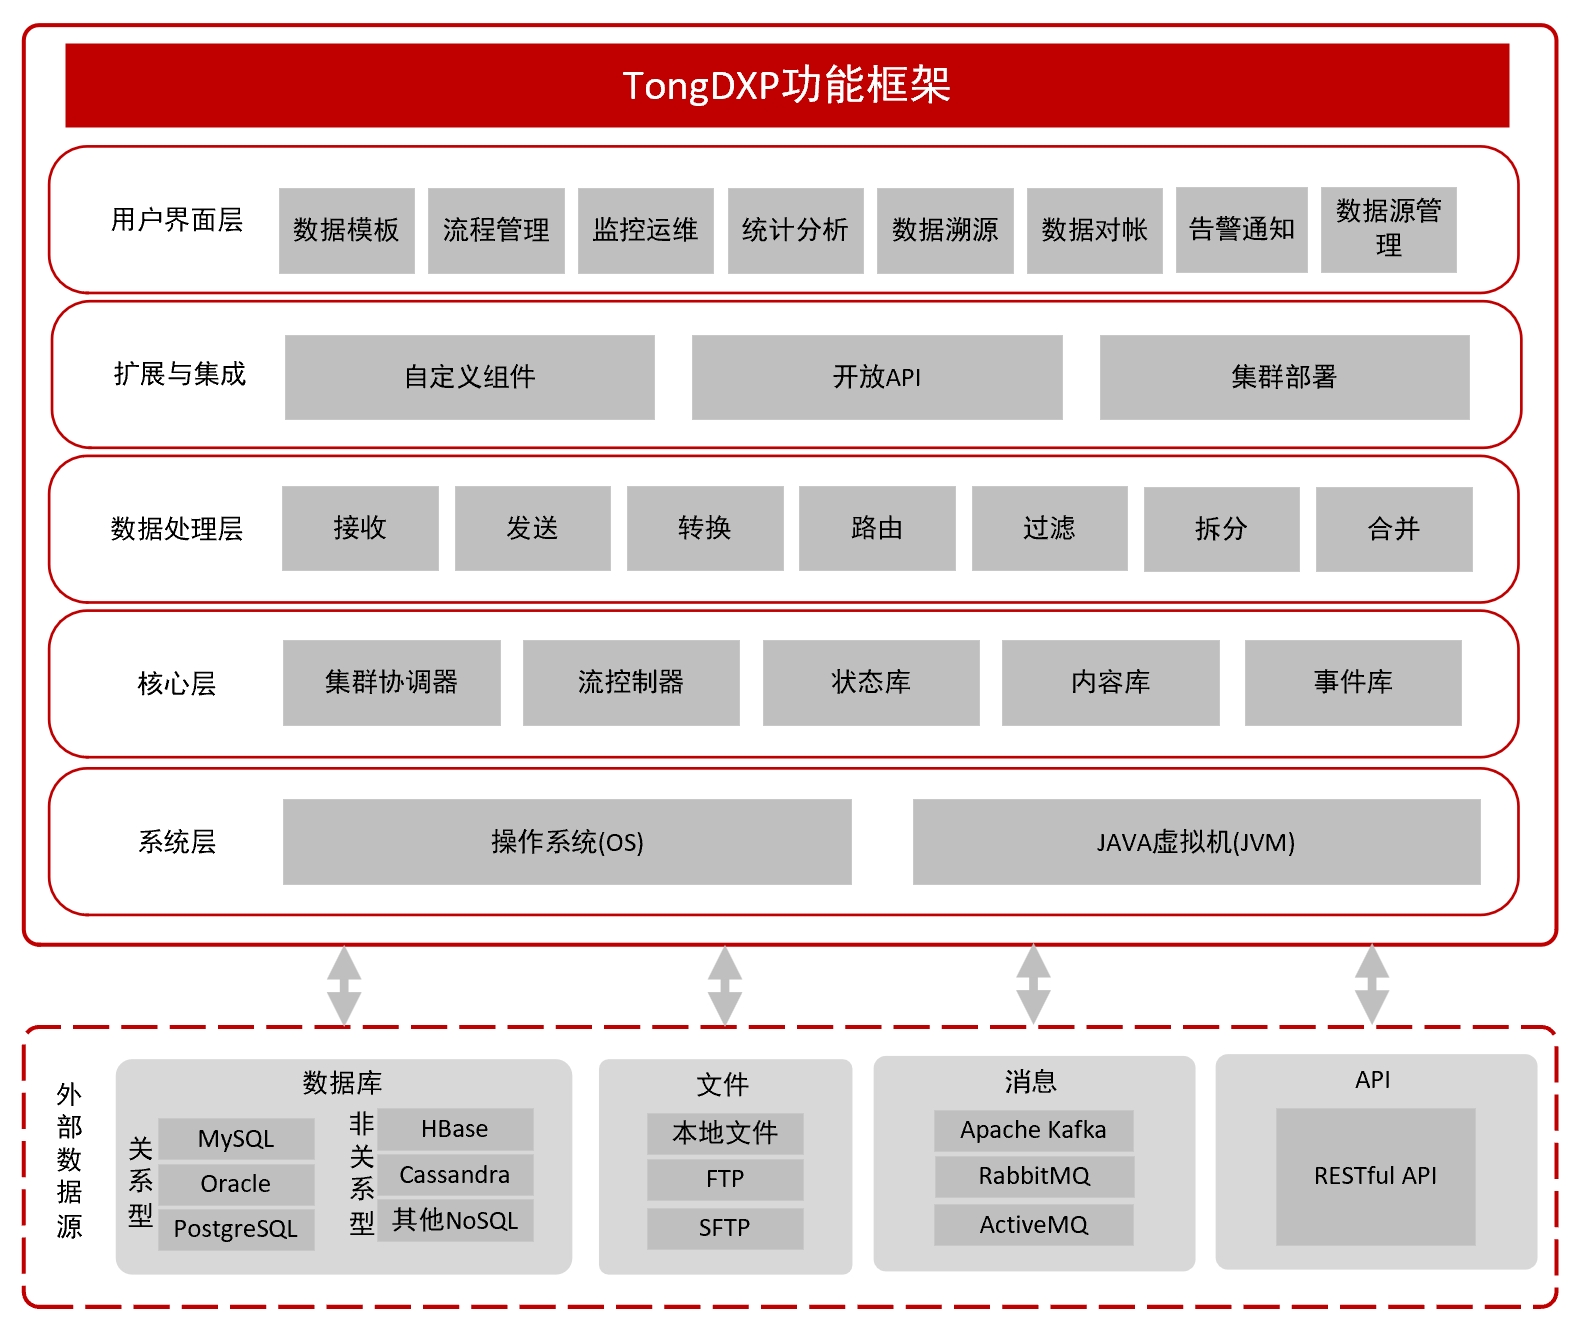 TongDXP功能框架
用户界面层
数据模板
流程管理
监控运维
统计分析
数据溯源
数据对帐
告警通知
数据源管
理
扩展与集成
自定义组件
开放API
集群部署
数据处理层
接收
发送
转换
路由
过滤
拆分
合并
核心层
集群协调器
流控制器
状态库
内容库
事件库
系统层
操作系统(OS)
JAVA虚拟机(JVM)
外部数据源
数据库
关系型
MySQL
Oracle
PostgreSQL
非关系型
HBase
Cassandra
其他NoSQL
文件
本地文件
FTP
SFTP
消息
Apache Kafka
RabbitMQ
ActiveMQ
API
RESTful API